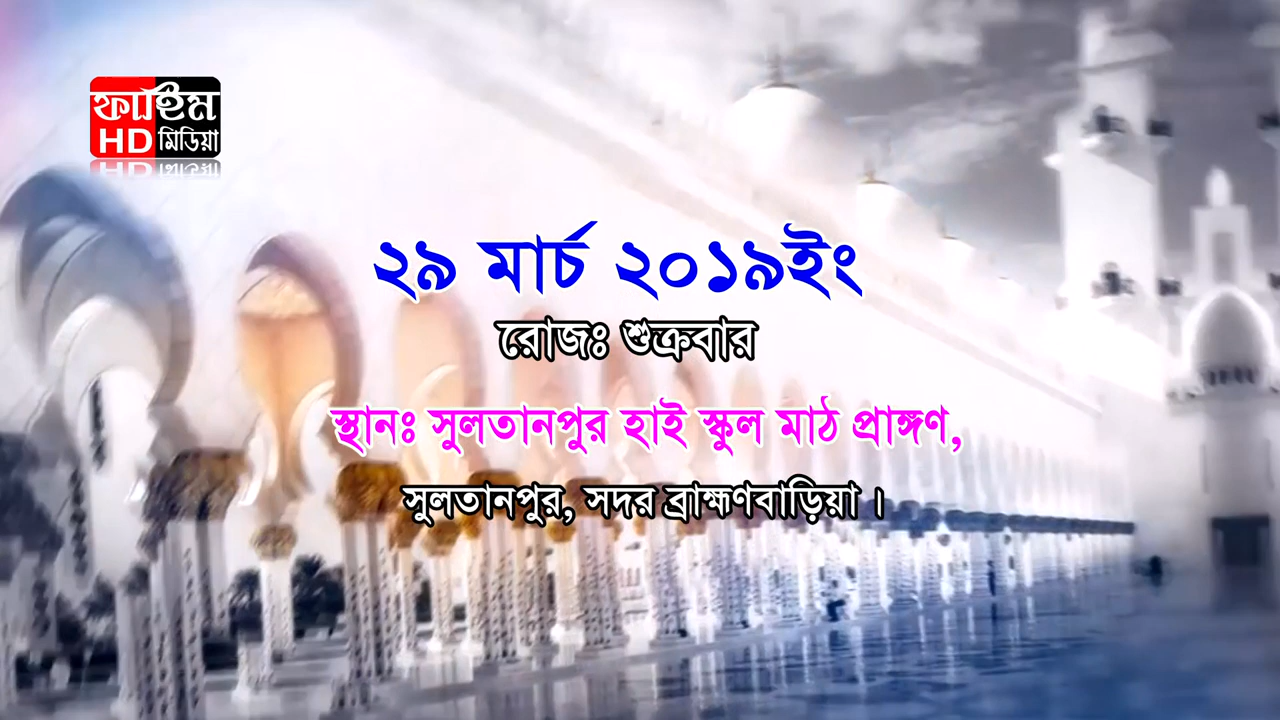 ফাহিম
HD মিডিয়া
২৯ মার্চ ২০১৯ইং
রোজঃ শুক্রবার
স্থানঃ সুলতানপুর হাই স্কুল মাঠ প্রাঙ্গণ,
সুলতানপুর, সদর ব্রাহ্মণবাড়িয়া।